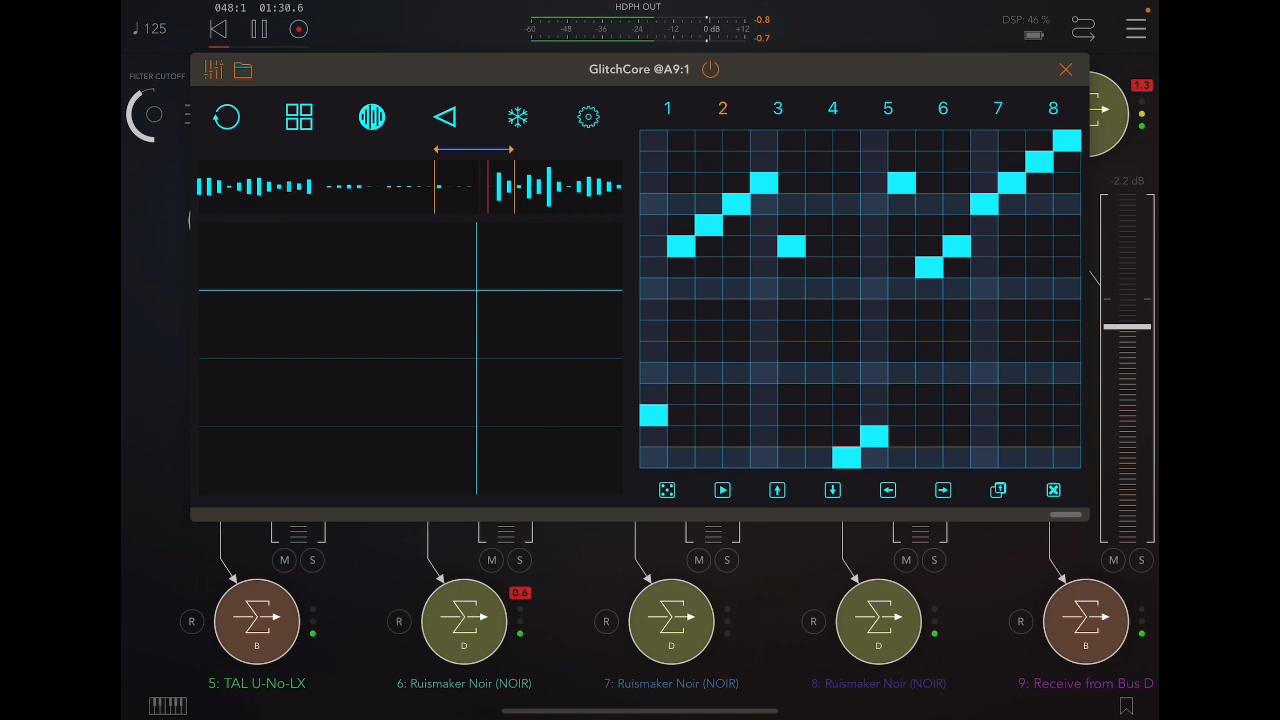 048:1 01:30.6
♩ 125
HDPH OUT
-60 -48 -36 -24 -12 0 dB +12
-0.8
-0.7
DSP: 46 %
FILTER CUTOFF
GlitchCore @A9:1
1.3
1 2 3 4 5 6 7 8
-2.2 dB
M S M S M S M S M S
0.6
R B R D R D R D R B
5: TAL U-No-LX
6: Ruismaker Noir (NOIR)
7: Ruismaker Noir (NOIR)
8: Ruismaker Noir (NOIR)
9: Receive from Bus D